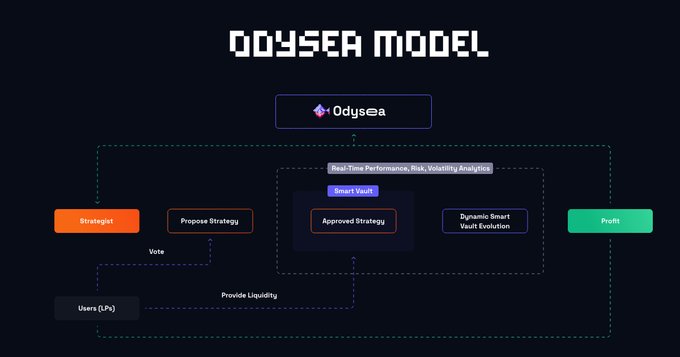 ODYSEA MODEL
Odysea
Real-Time Performance, Risk, Volatility Analytics
Smart Vault
Strategist
Propose Strategy
Approved Strategy
Dynamic Smart
Vault Evolution
Profit
Vote
Provide Liquidity
Users (LPs)